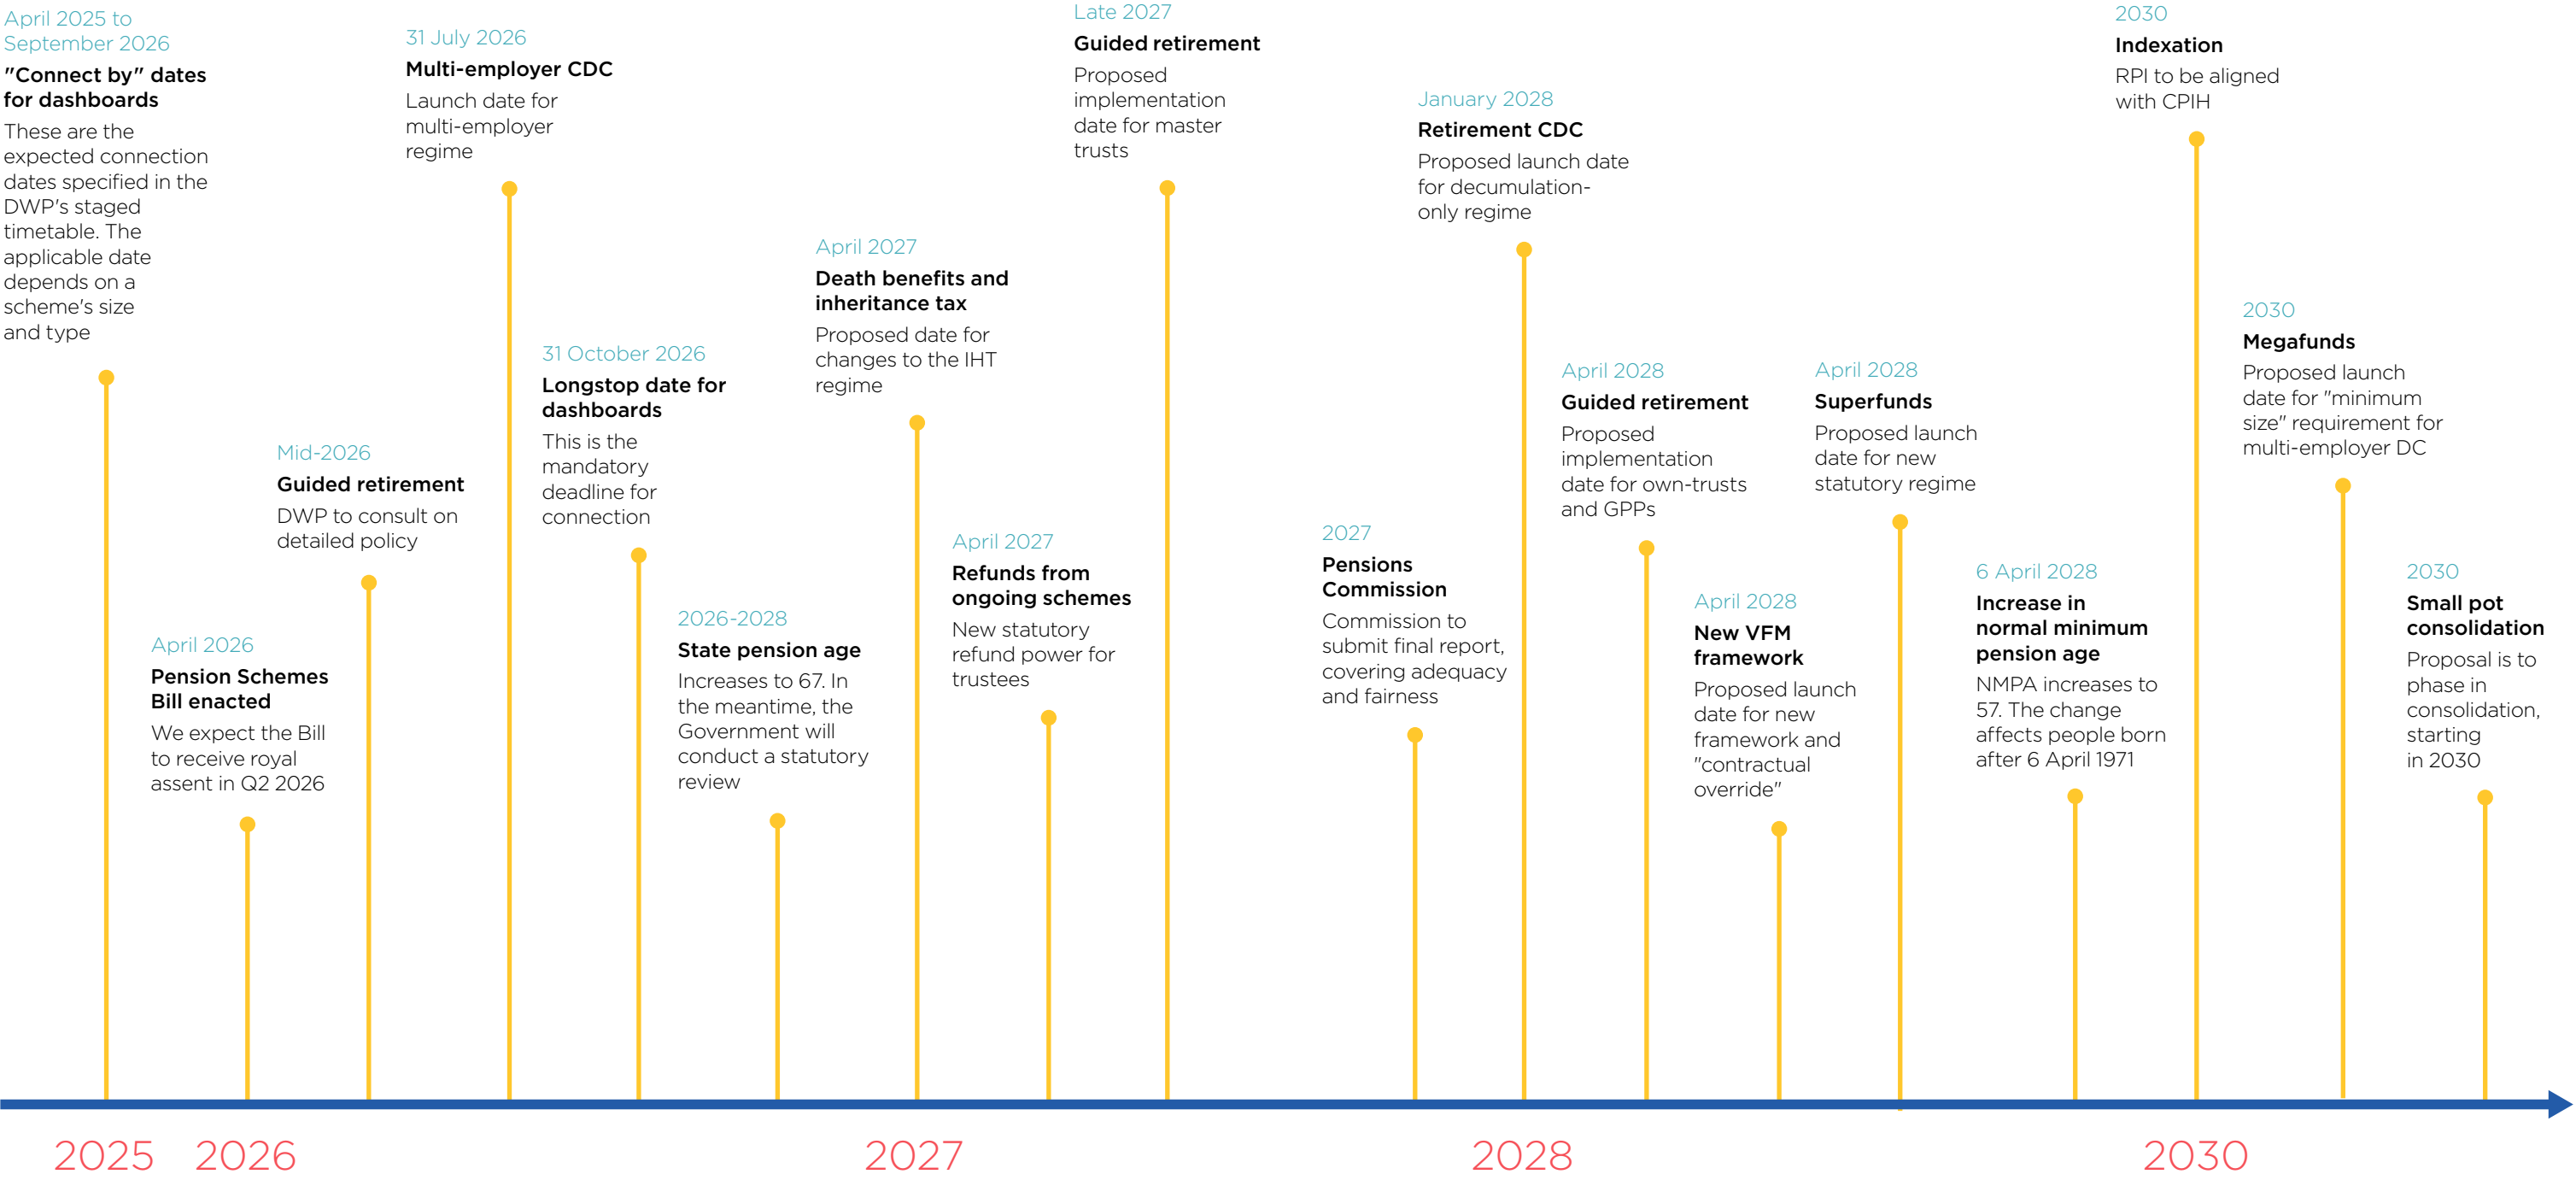 April 2025 to
September 2026
"Connect by" dates
for dashboards
These are the
expected connection
dates specified in the
DWP's staged
timetable. The
applicable date
depends on a
scheme's size
and type
April 2026
Pension Schemes
Bill enacted
We expect the Bill
to receive royal
assent in Q2 2026
Mid-2026
Guided retirement
DWP to consult on
detailed policy
31 July 2026
Multi-employer CDC
Launch date for
multi-employer
regime
31 October 2026
Longstop date for
dashboards
This is the
mandatory
deadline for
connection
2026-2028
State pension age
Increases to 67. In
the meantime, the
Government will
conduct a statutory
review
April 2027
Death benefits and
inheritance tax
Proposed date for
changes to the IHT
regime
April 2027
Refunds from
ongoing schemes
New statutory
refund power for
trustees
Late 2027
Guided retirement
Proposed
implementation
date for master
trusts
2027
Pensions
Commission
Commission to
submit final report,
covering adequacy
and fairness
January 2028
Retirement CDC
Proposed launch date
for decumulation-
only regime
April 2028
Guided retirement
Proposed
implementation
date for own-trusts
and GPPs
April 2028
New VFM
framework
Proposed launch
date for new
framework and
"contractual
override"
April 2028
Superfunds
Proposed launch
date for new
statutory regime
6 April 2028
Increase in
normal minimum
pension age
NMPA increases to
57. The change
affects people born
after 6 April 1971
2030
Indexation
RPI to be aligned
with CPIH
2030
Megafunds
Proposed launch
date for "minimum
size" requirement for
multi-employer DC
2030
Small pot
consolidation
Proposal is to
phase in
consolidation,
starting
in 2030
2025
2026
2027
2028
2030